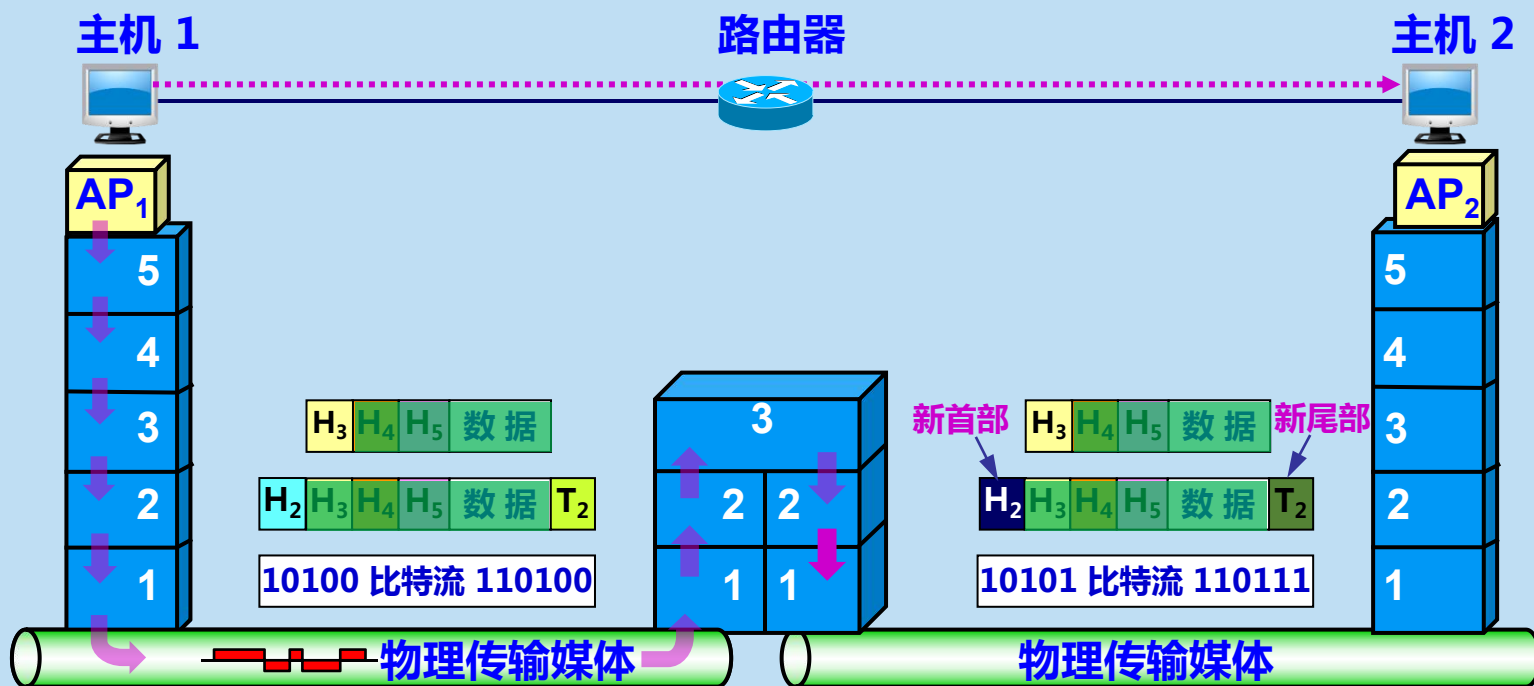 主机 1
路由器
主机 2
AP1
AP2
5
5
4
4
H3 H4 H5 数 据
3
3
新首部
H3 H4 H5 数 据
新尾部
3
H2 H3 H4 H5 数 据 T2
2
2 2
H2 H3 H4 H5 数 据 T2
2
10100 比特流 110100
1
1 1
10101 比特流 110111
1
物理传输媒体
物理传输媒体